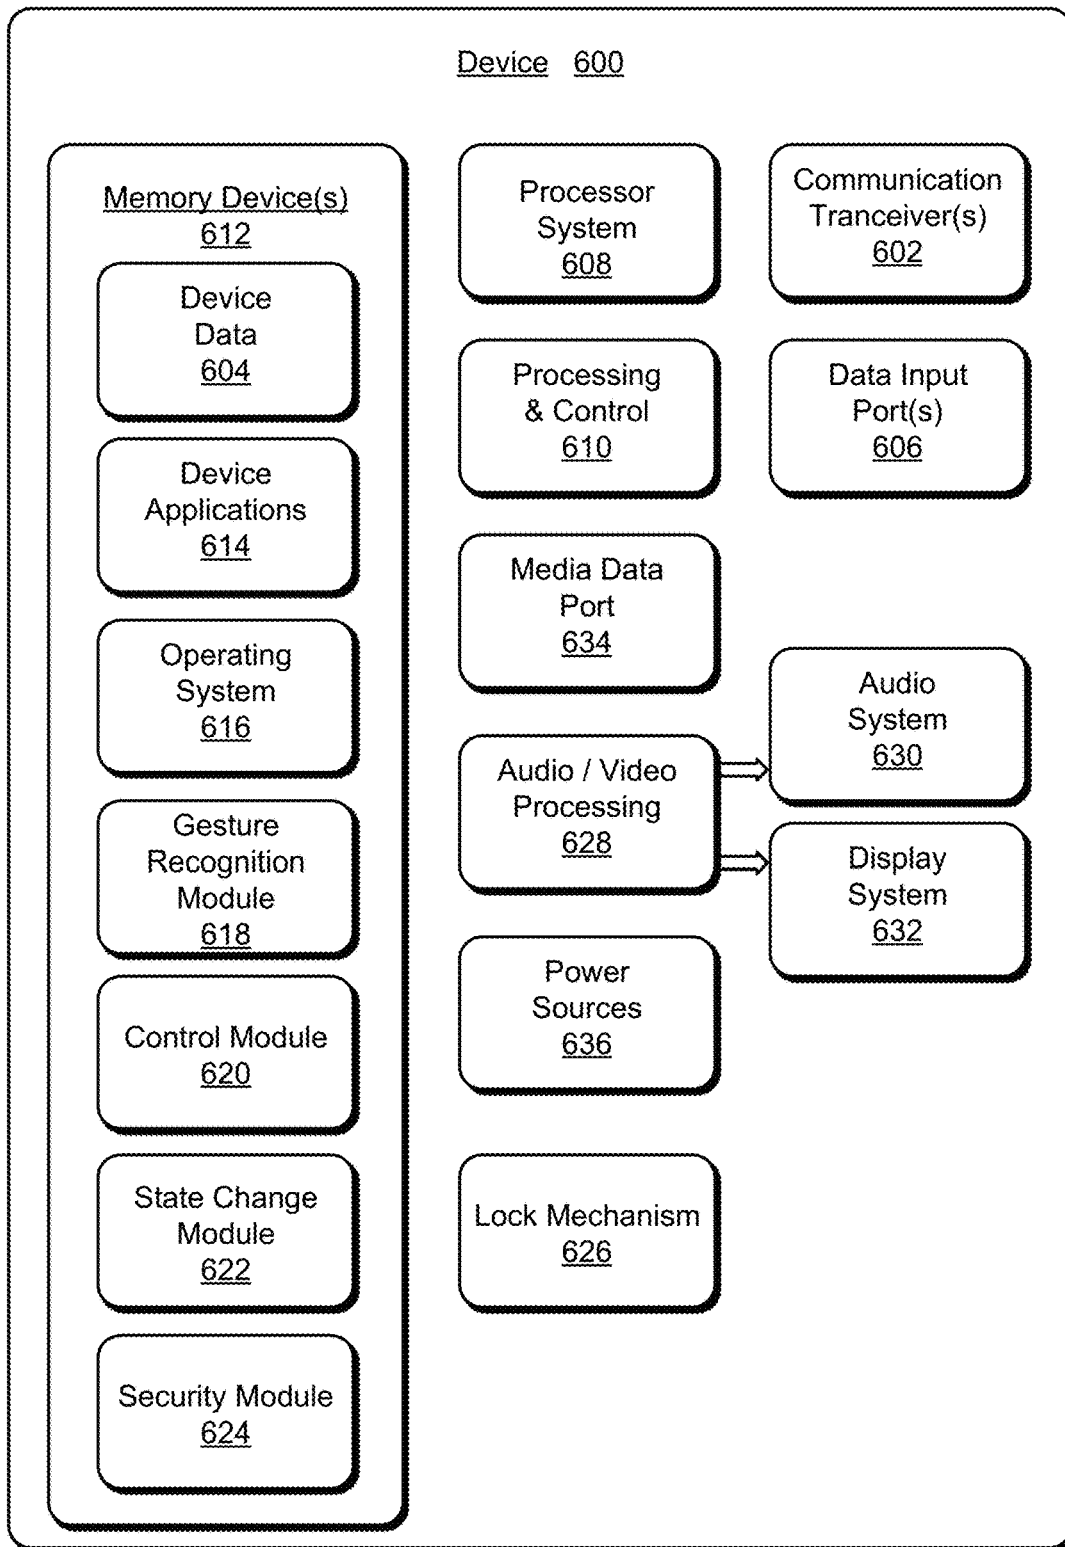 Device 600
Memory Device(s)
612
Device
Data
604
Device
Applications
614
Operating
System
616
Gesture
Recognition
Module
618
Control Module
620
State Change
Module
622
Security Module
624
Processor
System
608
Processing
& Control
610
Media Data
Port
634
Audio / Video
Processing
628
Power
Sources
636
Lock Mechanism
626
Communication
Tranceiver(s)
602
Data Input
Port(s)
606
Audio
System
630
Display
System
632